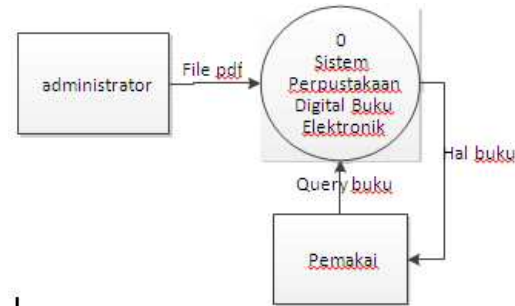 administrator
File pdf
0
Sistem
Perpustakaan
Digital Buku
Elektronik
Hal buku
Query buku
Pemakai